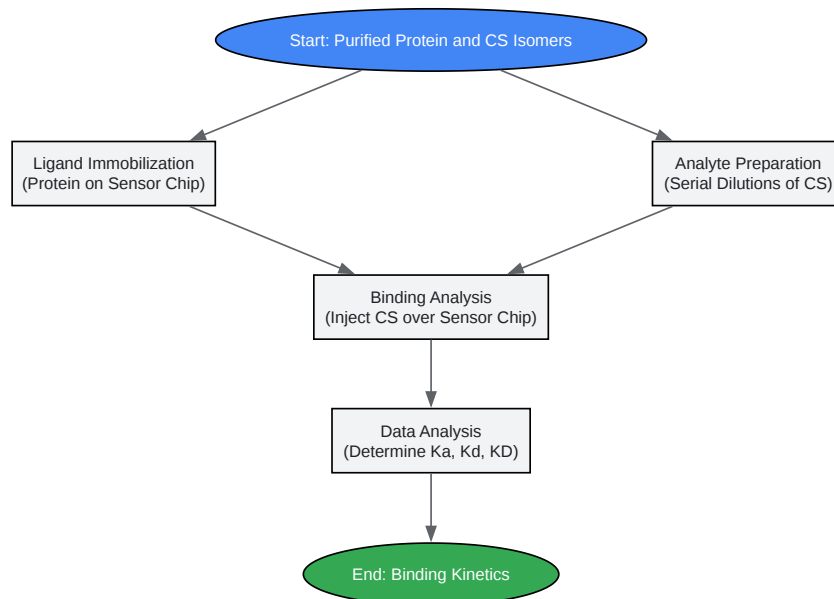 Start: Purified Protein and CS Isomers
Ligand Immobilization
(Protein on Sensor Chip)
Analyte Preparation
(Serial Dilutions of CS)
Binding Analysis
(Inject CS over Sensor Chip)
Data Analysis
(Determine Ka, Kd, KD)
End: Binding Kinetics